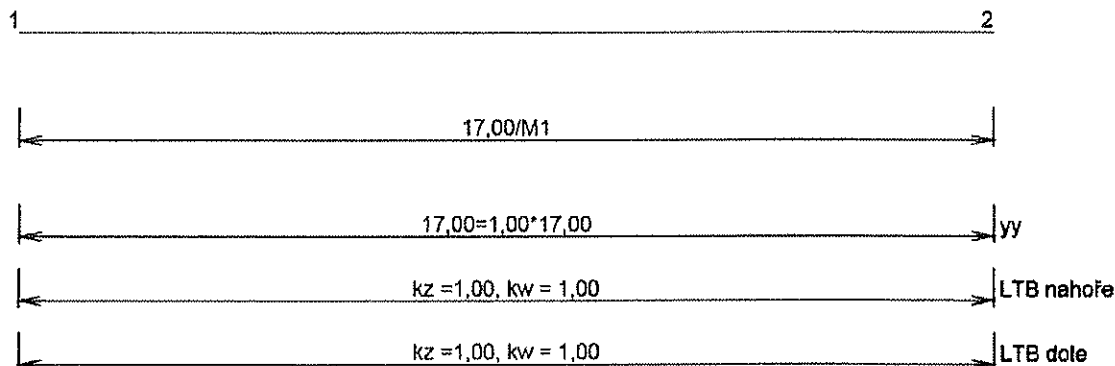 1 2
17,00/M1
17,00=1,00*17,00 yy
kz =1,00, kw = 1,00 LTB nahoře
kz =1,00, kw = 1,00 LTB dole